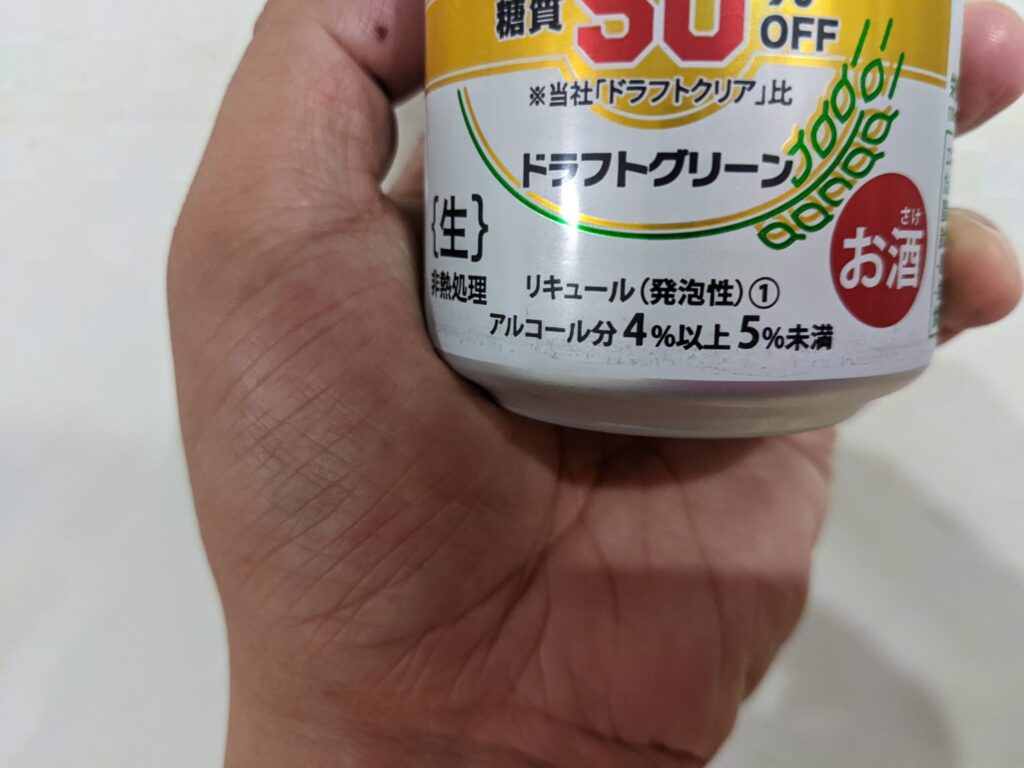 糖質50%
OFF
※当社「ドラフトクリア」比
ドラフトグリーン
{生}
非熱処理
さけ
お酒
リキュール(発泡性)①
アルコール分4%以上5%未満